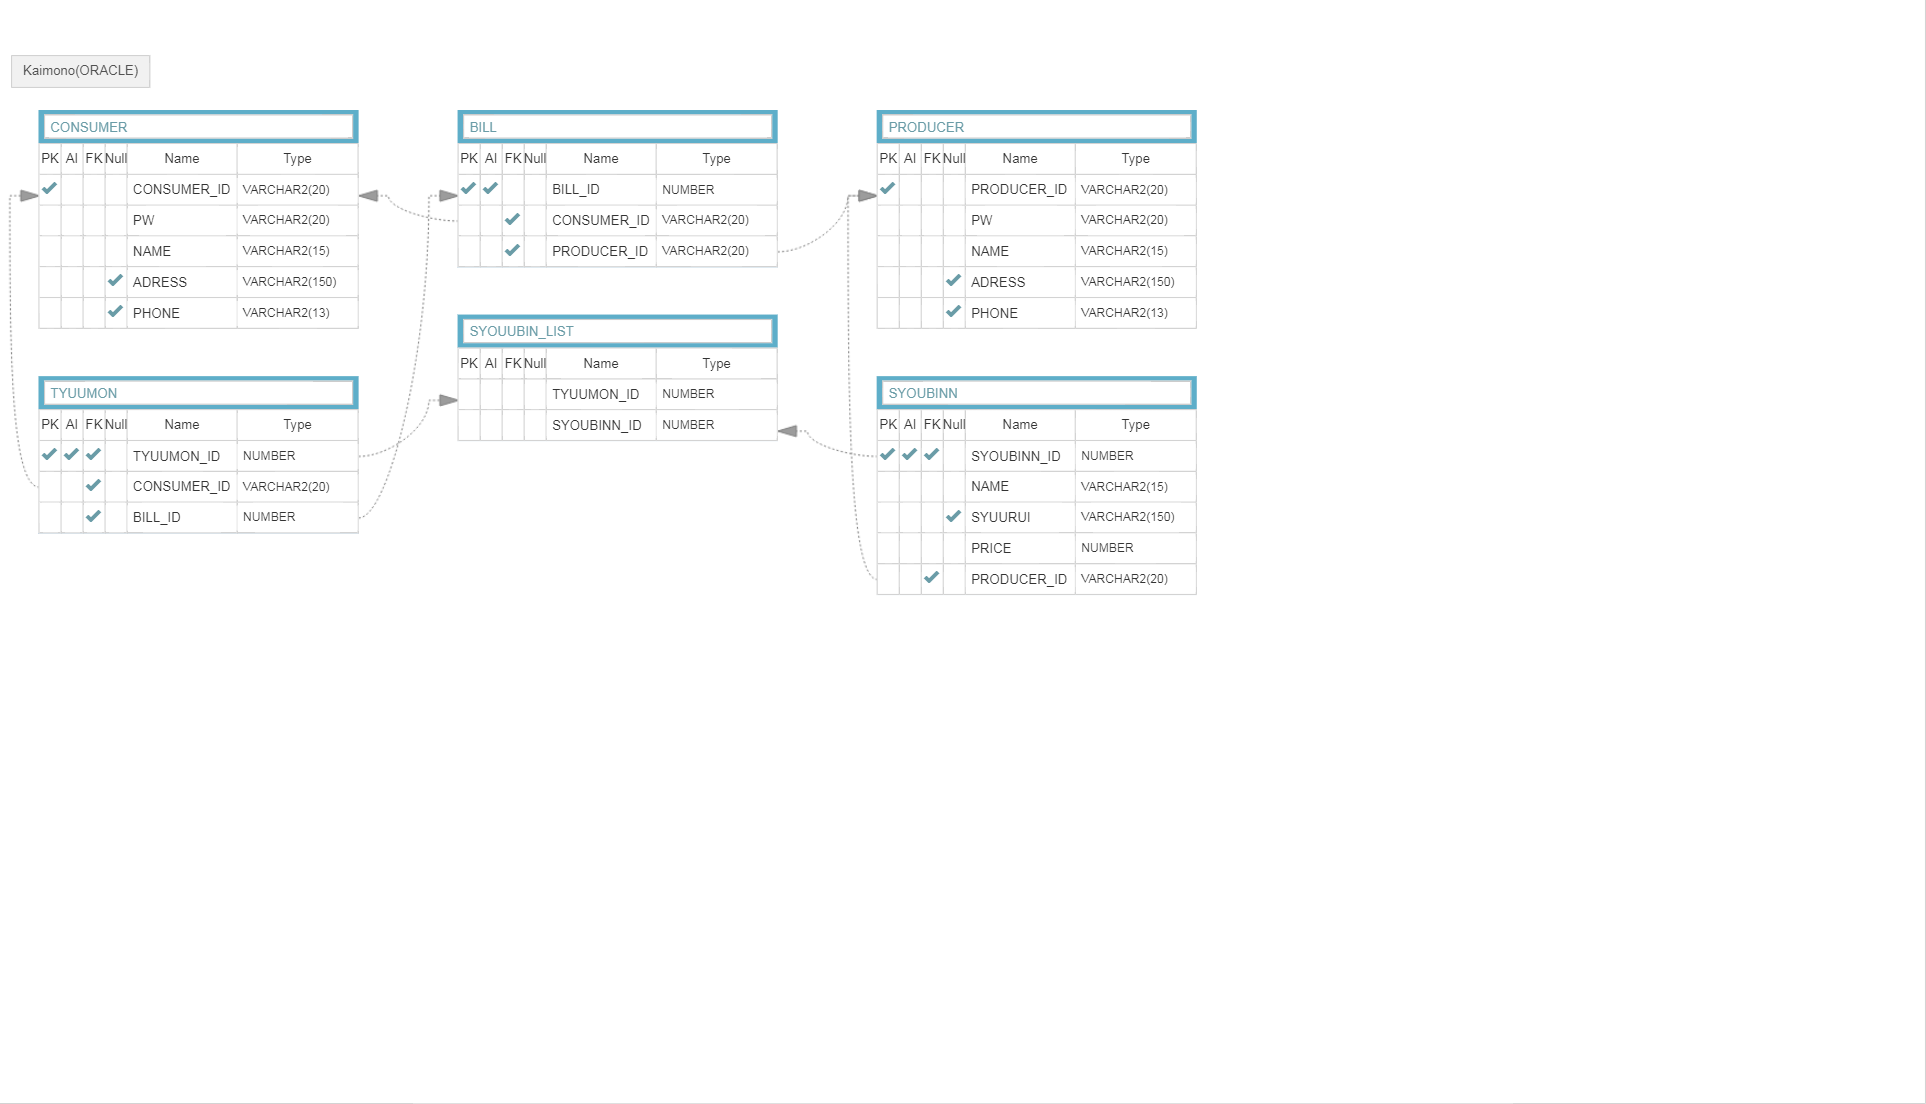 Kaimono(ORACLE)
CONSUMER
PK AI FK Null Name Type
CONSUMER_ID VARCHAR2(20)
PW VARCHAR2(20)
NAME VARCHAR2(15)
ADRESS VARCHAR2(150)
PHONE VARCHAR2(13)
BILL
PK AI FK Null Name Type
BILL_ID NUMBER
CONSUMER_ID VARCHAR2(20)
PRODUCER_ID VARCHAR2(20)
PRODUCER
PK AI FK Null Name Type
PRODUCER_ID VARCHAR2(20)
PW VARCHAR2(20)
NAME VARCHAR2(15)
ADRESS VARCHAR2(150)
PHONE VARCHAR2(13)
SYOUUBIN_LIST
PK AI FK Null Name Type
TYUUMON_ID NUMBER
SYOUBINN_ID NUMBER
TYUUMON
PK AI FK Null Name Type
TYUUMON_ID NUMBER
CONSUMER_ID VARCHAR2(20)
BILL_ID NUMBER
SYOUBINN
PK AI FK Null Name Type
SYOUBINN_ID NUMBER
NAME VARCHAR2(15)
SYUURUI VARCHAR2(150)
PRICE NUMBER
PRODUCER_ID VARCHAR2(20)